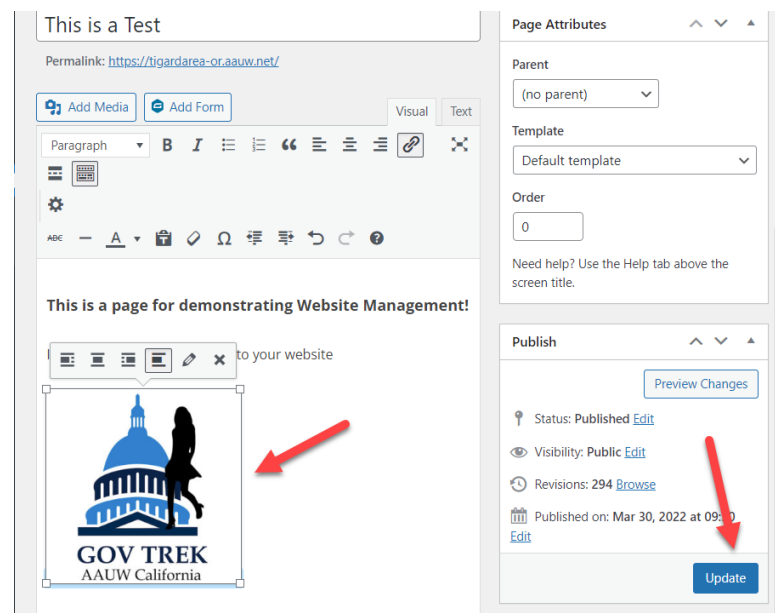 This is a Test
Permalink: https://tigardarea-or.aauw.net/
Add Media Add Form
Visual Text
Paragraph B I
ABC A Ω
This is a page for demonstrating Website Management!
to your website
GOV TREK
AAUW California
Page Attributes
Parent
(no parent)
Template
Default template
Order
0
Need help? Use the Help tab above the
screen title.
Publish
Preview Changes
Status: Published Edit
Visibility: Public Edit
Revisions: 294 Browse
Published on: Mar 30, 2022 at
Edit
Update